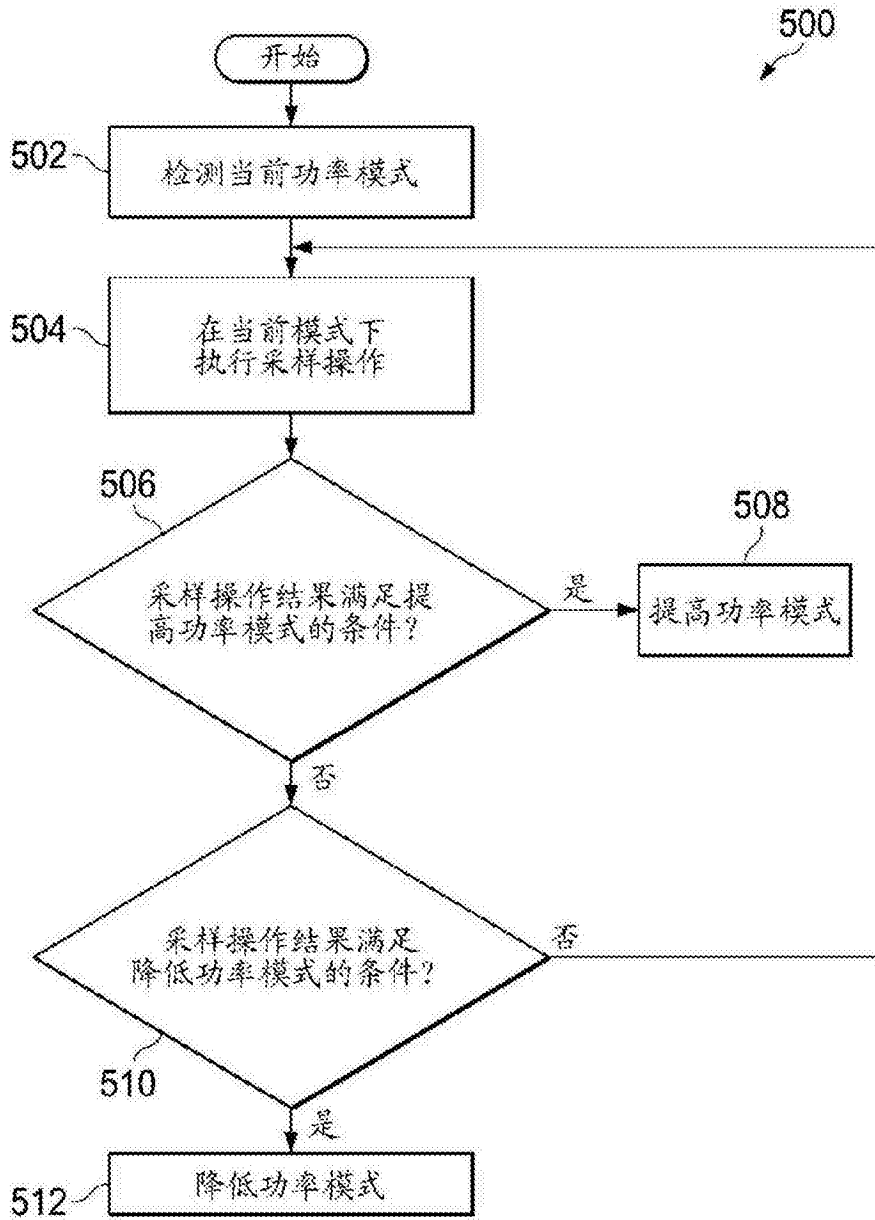 500
开始
502
检测当前功率模式
504
在当前模式下
执行采样操作
506
采样操作结果满足提
高功率模式的条件？
是
508
提高功率模式
否
采样操作结果满足
降低功率模式的条件？
否
510
是
512
降低功率模式